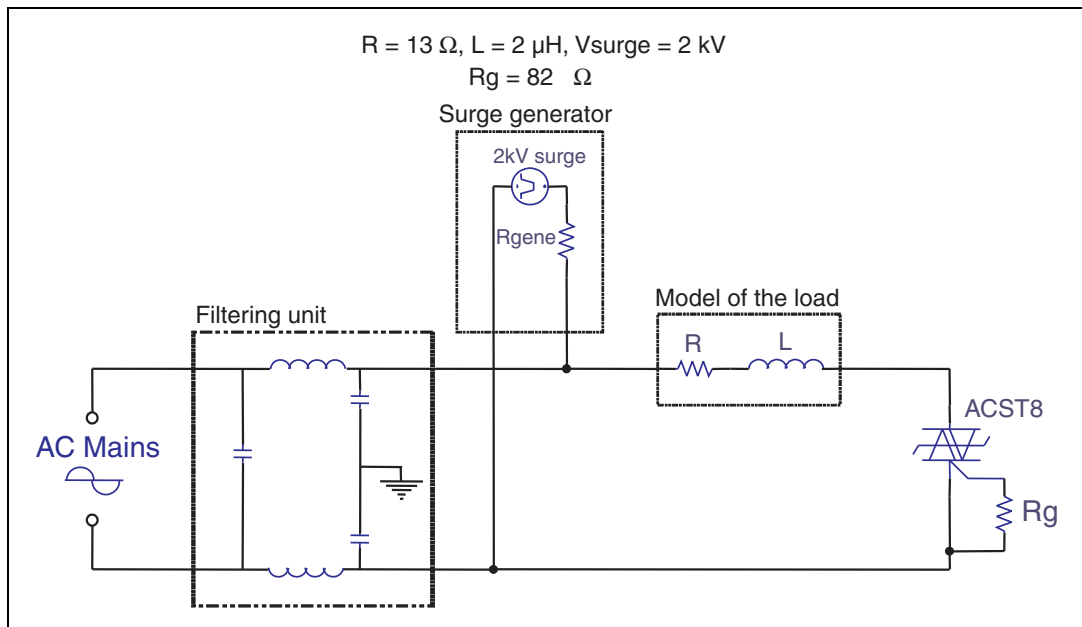 R = 13 Ω, L = 2 µH, Vsurge = 2 kV
Rg = 82 Ω
Surge generator
2kV surge
Rgene
Model of the load
Filtering unit
R L
ACST8
AC Mains
Rg